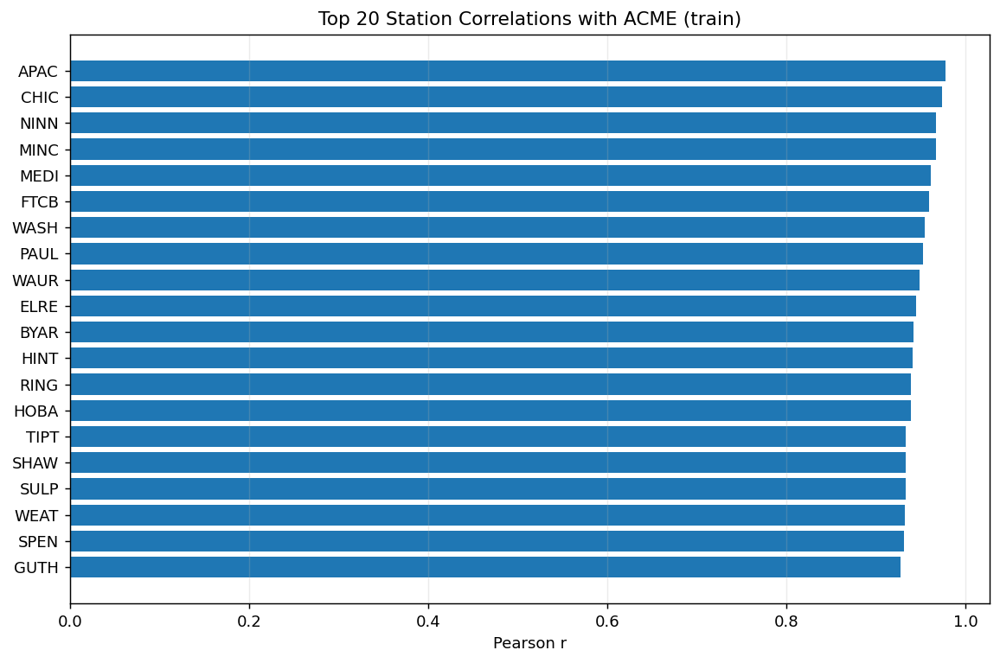 Top 20 Station Correlations with ACME (train)
APAC
CHIC
NINN
MINC
MEDI
FTCB
WASH
PAUL
WAUR
ELRE
BYAR
HINT
RING
HOBA
TIPT
SHAW
SULP
WEAT
SPEN
GUTH
0.0 0.2 0.4 0.6 0.8 1.0
Pearson r